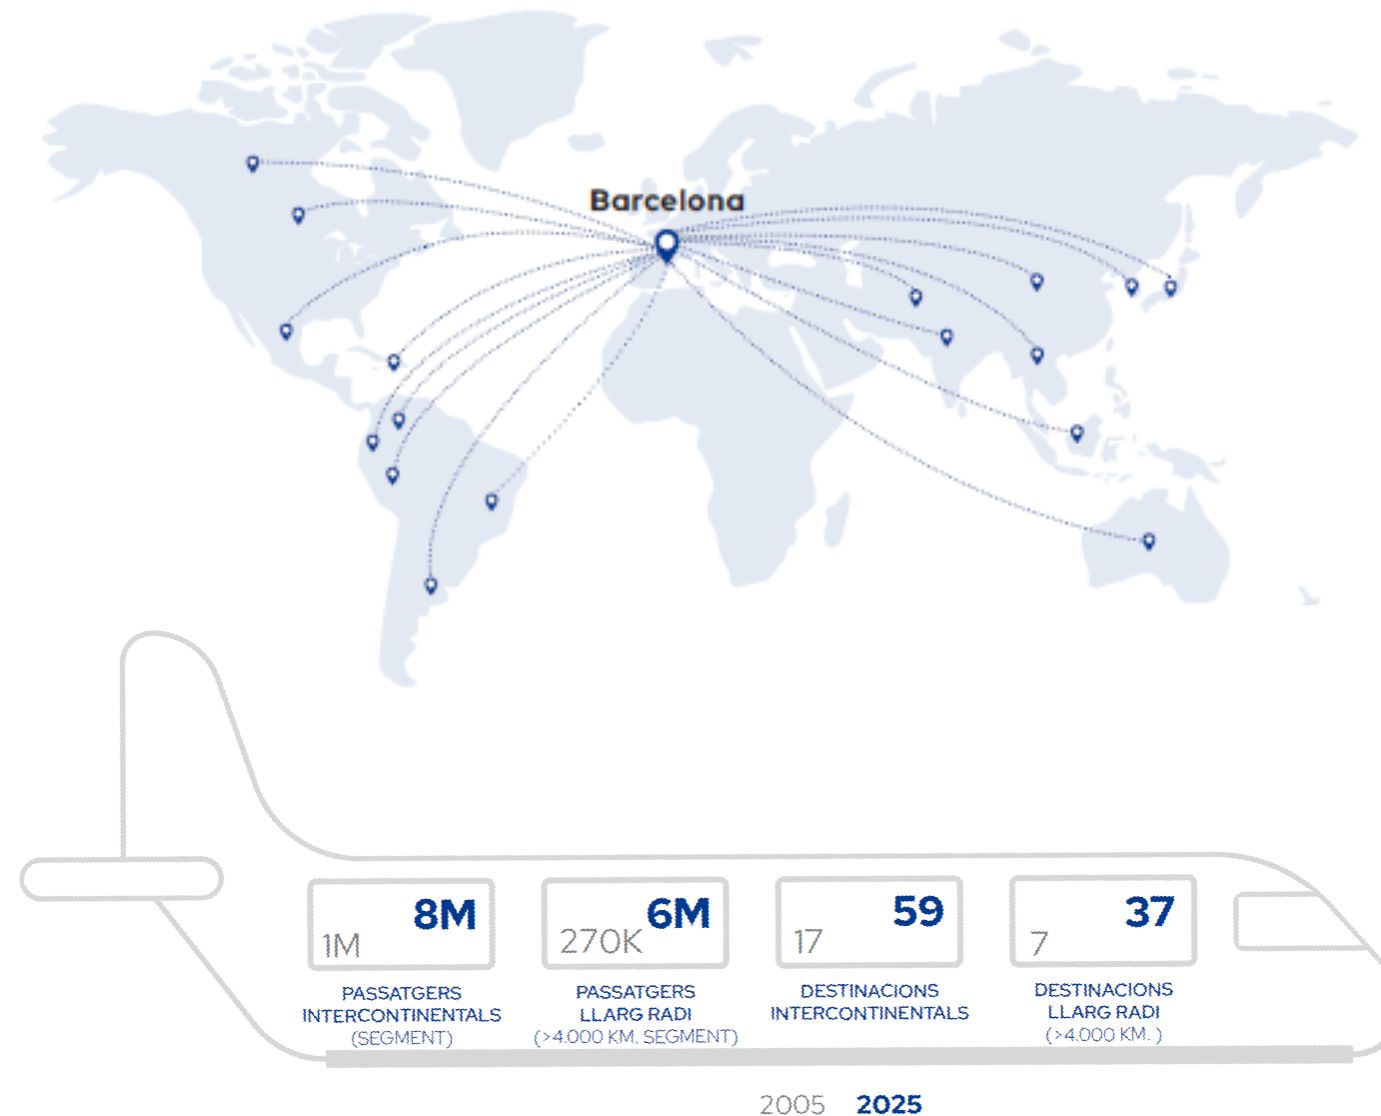 Barcelona
8M
1M
PASSATGERS
INTERCONTINENTALS
(SEGMENT)
6M
270K
PASSATGERS
LLARG RADI
(>4.000 KM. SEGMENT)
59
17
DESTINACIONS
INTERCONTINENTALS
37
7
DESTINACIONS
LLARG RADI
(>4.000 KM. )
2005 2025